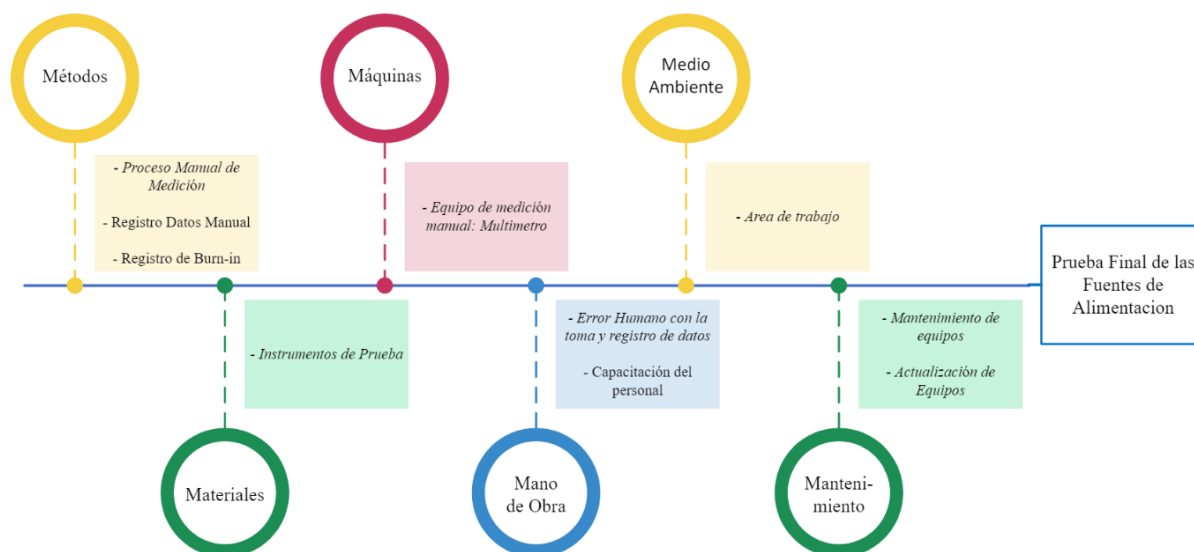 Métodos
Máquinas
Medio
Ambiente
- Proceso Manual de
Medición
- Registro Datos Manual
- Registro de Burn-in
- Equipo de medición
manual: Multimetro
- Area de trabajo
Prueba Final de las
Fuentes de
Alimentacion
- Instrumentos de Prueba
- Error Humano con la
toma y registro de datos
- Capacitación del
personal
- Mantenimiento de
equipos
- Actualización de
Equipos
Materiales
Mano
de Obra
Manteni-
miento